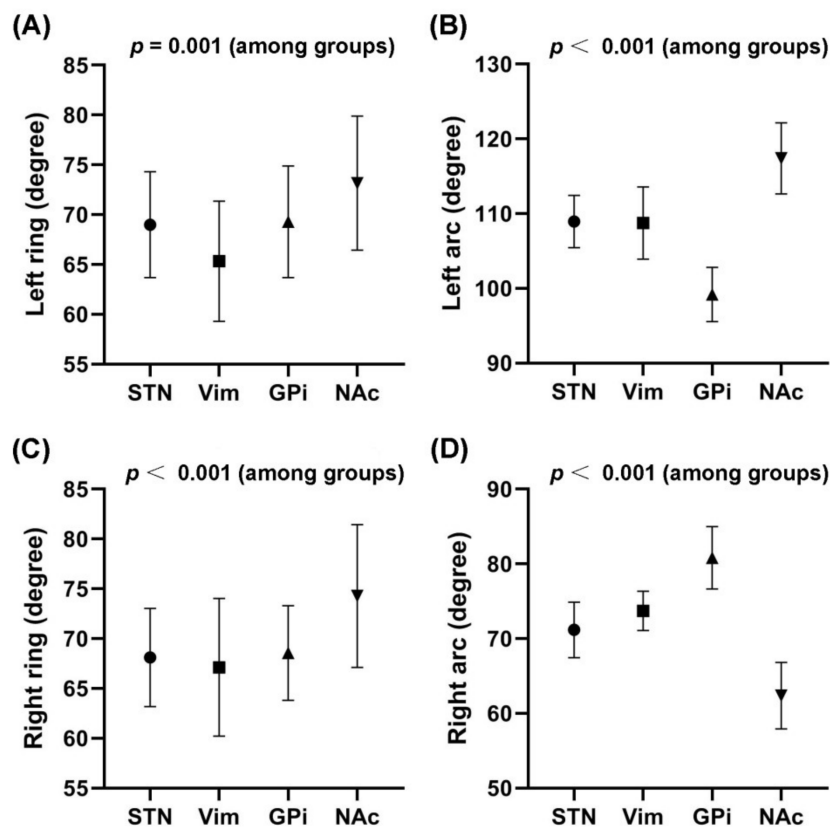 (A)
p = 0.001 (among groups)
Left ring (degree)
85
80
75
70
65
60
55
STN Vim GPi NAc
(B)
p < 0.001 (among groups)
Left arc (degree)
130
120
110
100
90
STN Vim GPi NAc
(C)
p < 0.001 (among groups)
Right ring (degree)
85
80
75
70
65
60
55
STN Vim GPi NAc
(D)
p < 0.001 (among groups)
Right arc (degree)
90
80
70
60
50
STN Vim GPi NAc